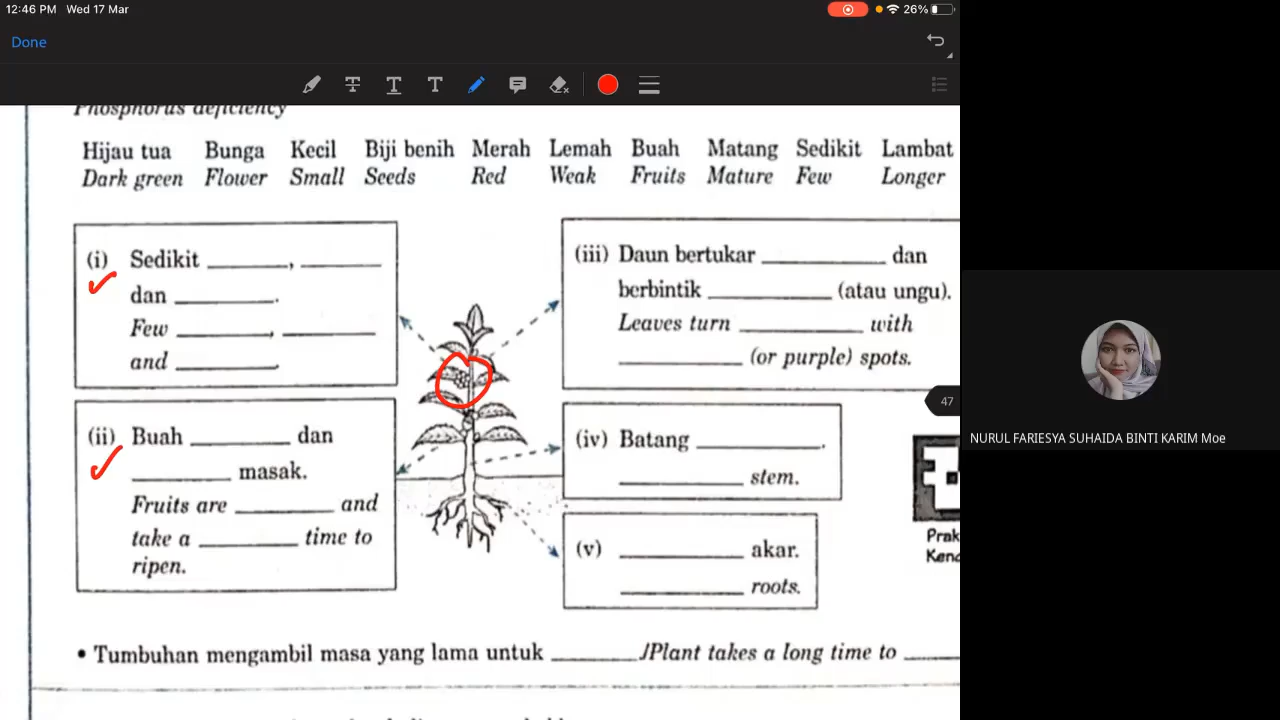 12:46 PM Wed 17 Mar
26%
Done
Phosphorus deficiency
Hijau tua Bunga Kecil Biji benih Merah Lemah Buah Matang Sedikit Lambat
Dark green Flower Small Seeds Red Weak Fruits Mature Few Longer
(i) Sedikit ________, ________
dan ________.
Few ________, ________
and ________.
(ii) Buah ________ dan
________ masak.
Fruits are ________ and
take a ________ time to
ripen.
(iii) Daun bertukar ________ dan
berbintik ________ (atau ungu).
Leaves turn ________ with
________ (or purple) spots.
(iv) Batang ________.
________ stem.
(v) ________ akar.
________ roots.
47
Prak
Kend
• Tumbuhan mengambil masa yang lama untuk ________/Plant takes a long time to ____
NURUL FARIESYA SUHAIDA BINTI KARIM Moe